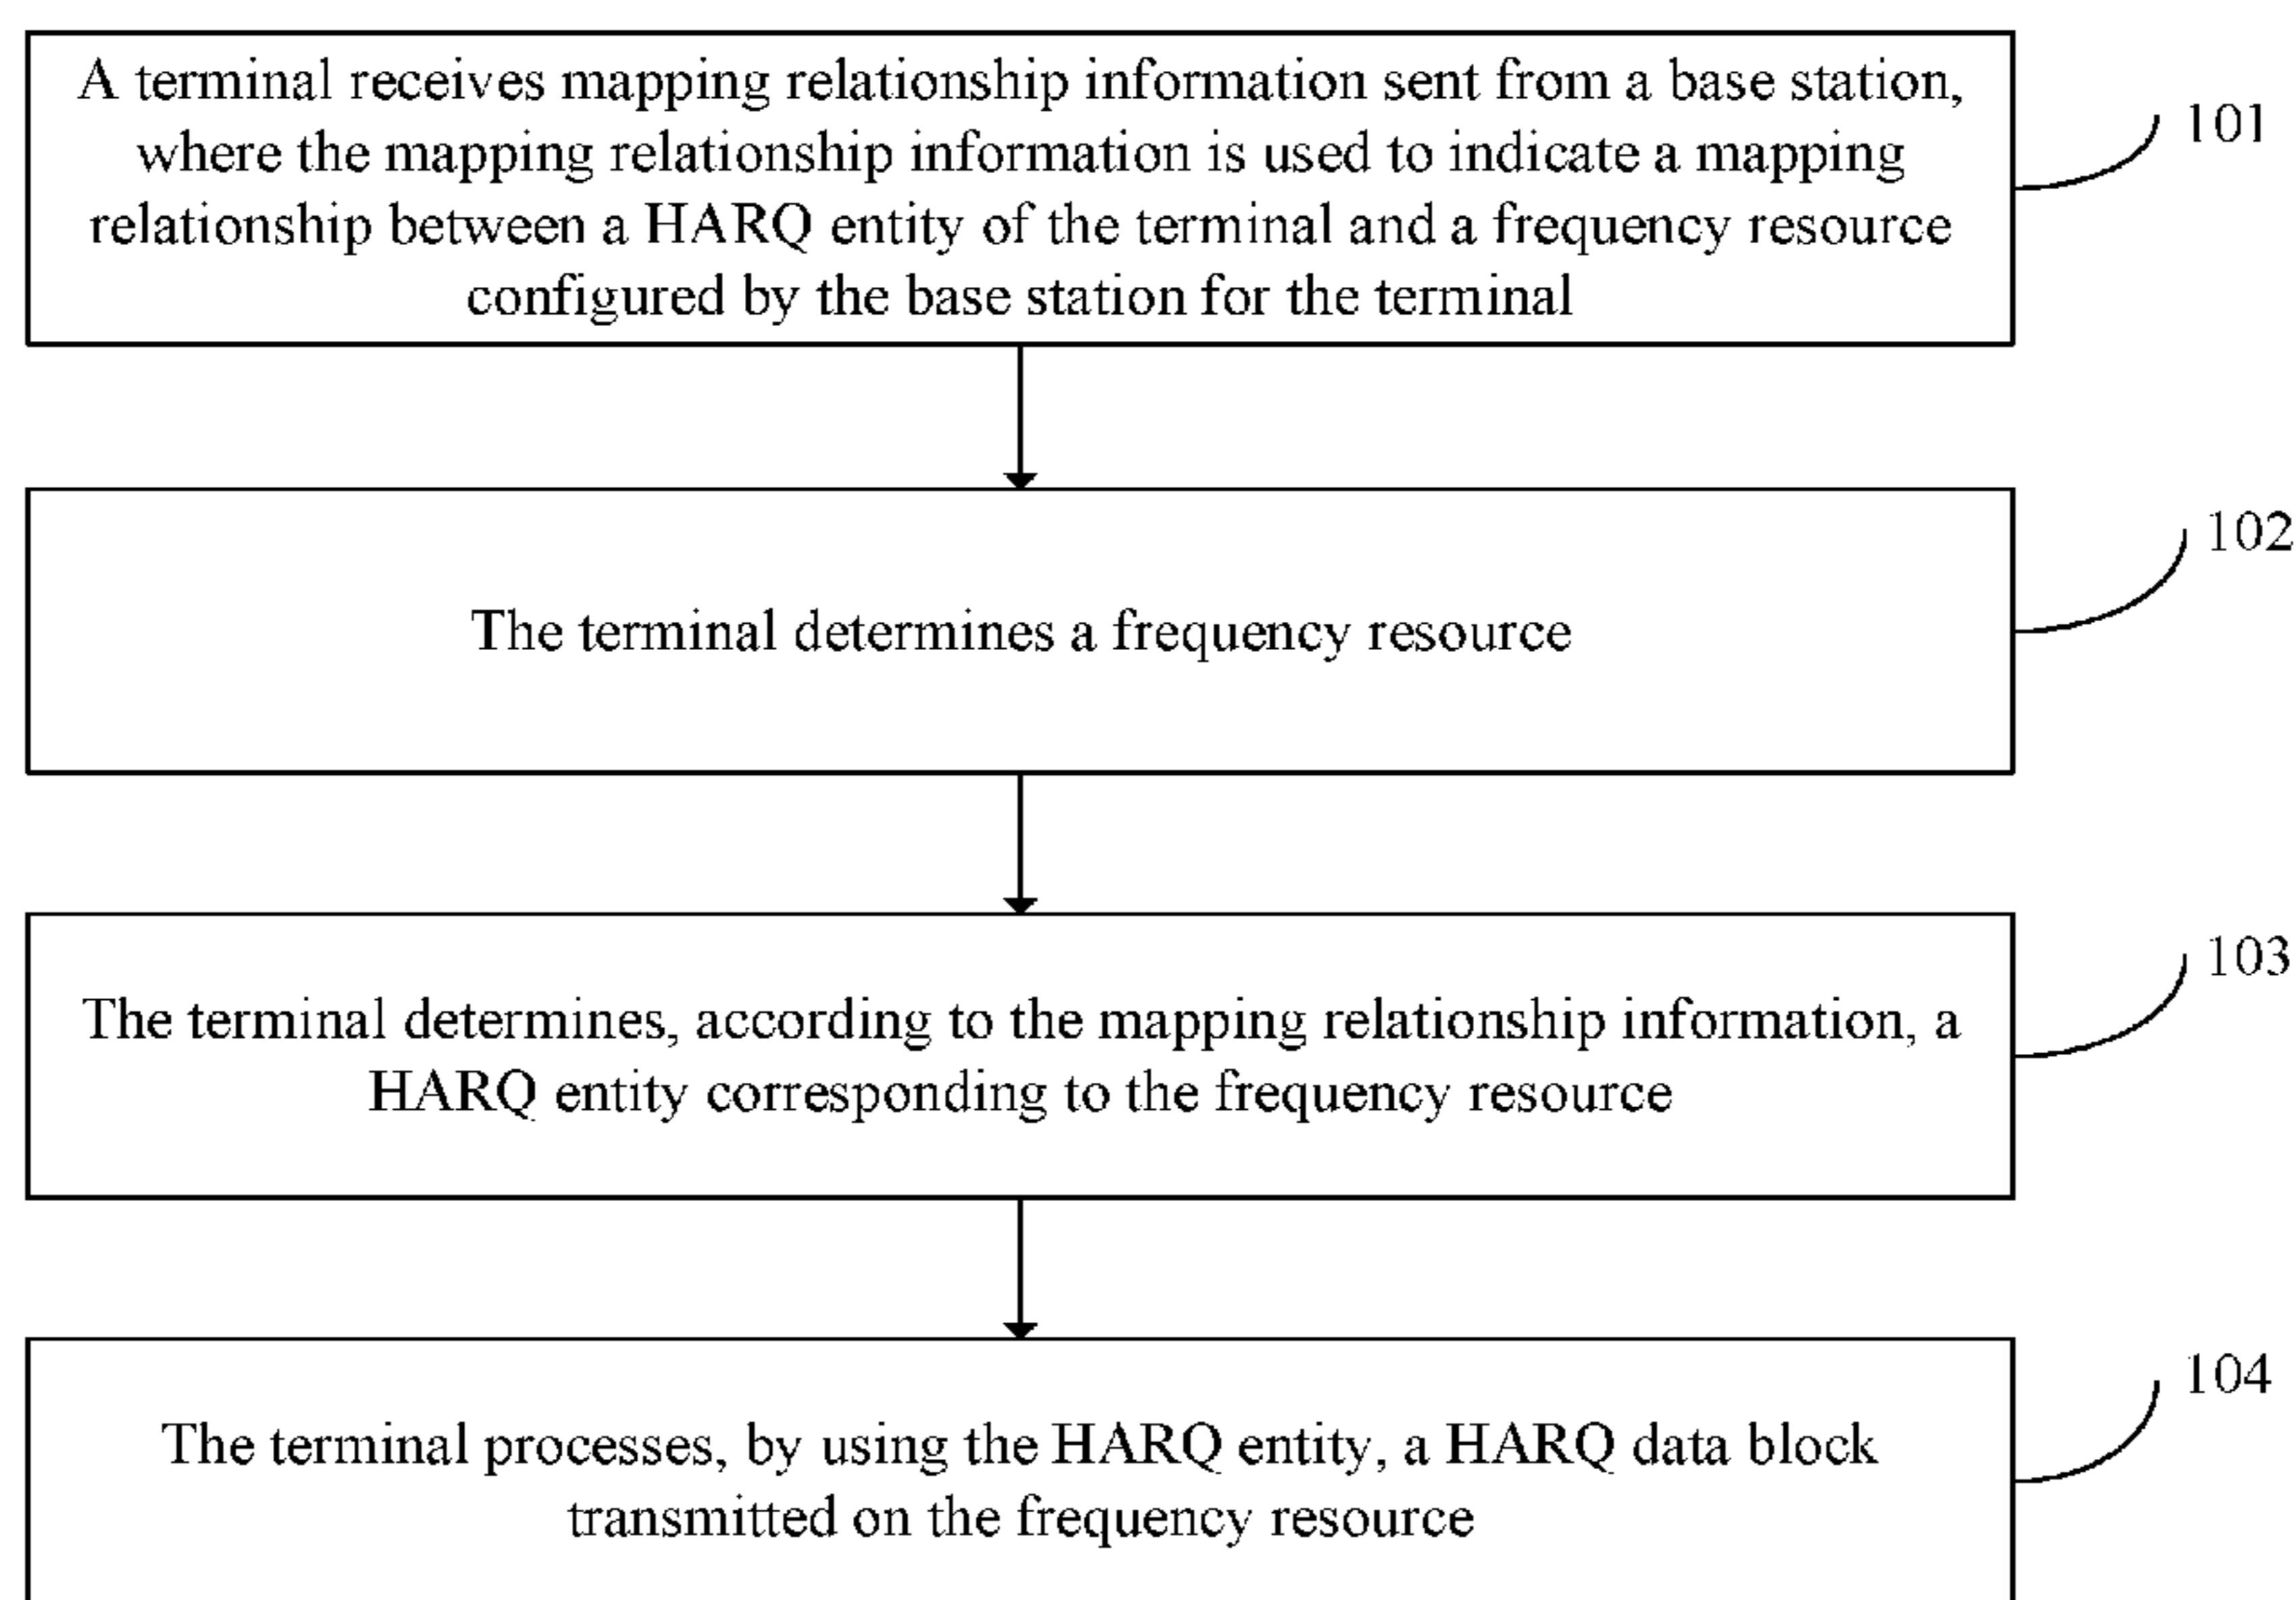 A terminal receives mapping relationship information sent from a base station,
where the mapping relationship information is used to indicate a mapping
relationship between a HARQ entity of the terminal and a frequency resource
configured by the base station for the terminal
101
The terminal determines a frequency resource
102
The terminal determines, according to the mapping relationship information, a
HARQ entity corresponding to the frequency resource
103
The terminal processes, by using the HARQ entity, a HARQ data block
transmitted on the frequency resource
104